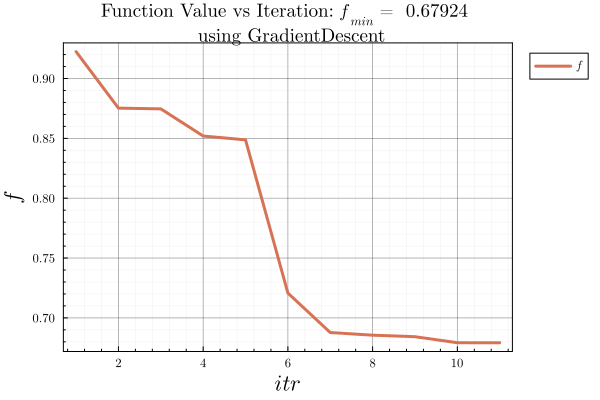 Function Value vs Iteration: f_min = 0.67924
using GradientDescent
f
0.90
0.85
0.80
0.75
0.70
f
2
4
6
8
10
itr